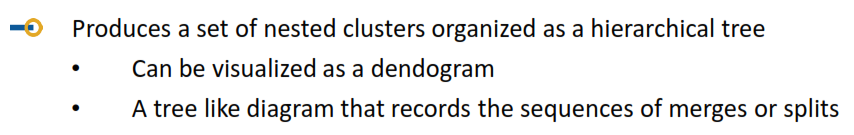 Produces a set of nested clusters organized as a hierarchical tree
• Can be visualized as a dendogram
• A tree like diagram that records the sequences of merges or splits